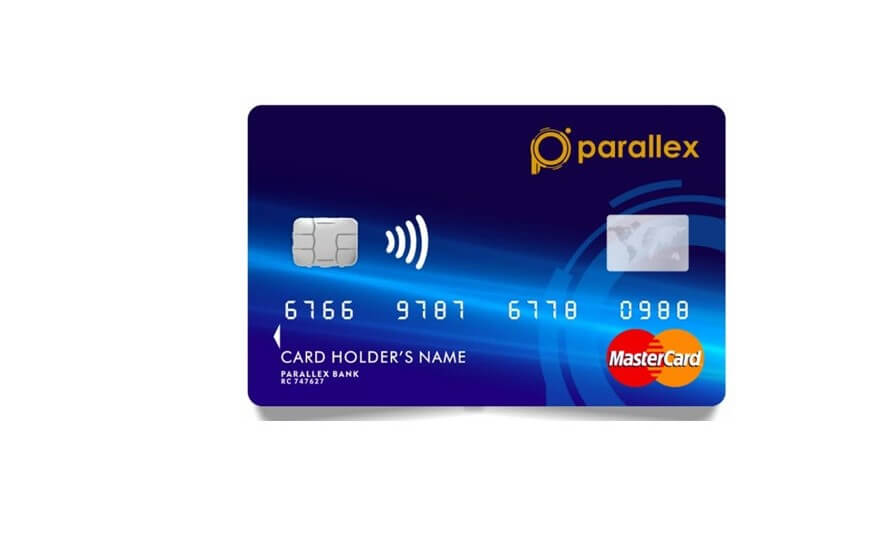 parallex
6766 9787 6778 0988
CARD HOLDER'S NAME
MasterCard
PARALLEX BANK
RC 747627